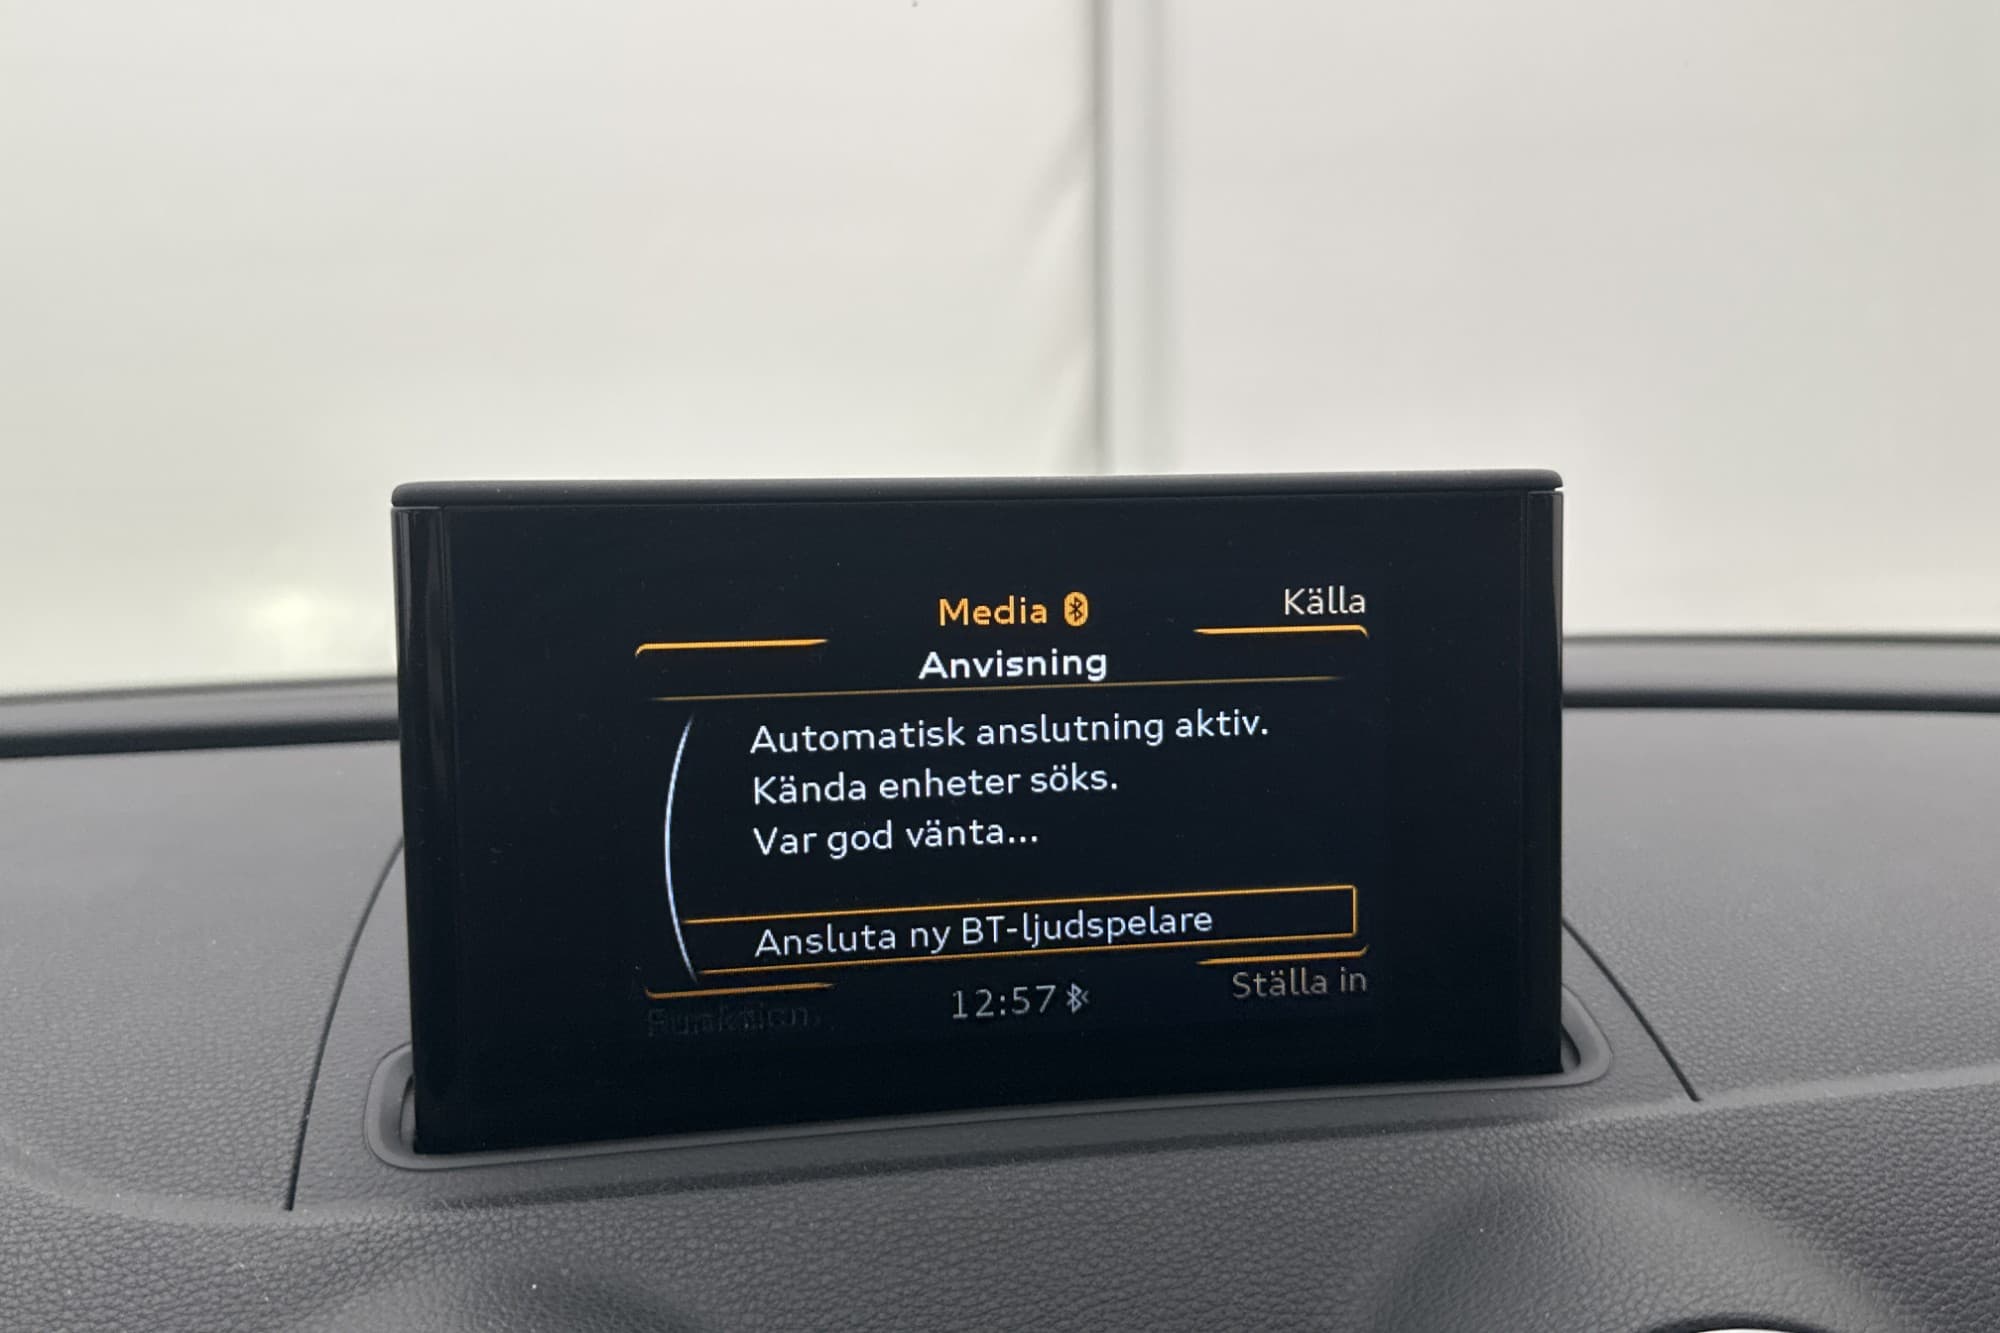 Media
Källa
Anvisning
Automatisk anslutning aktiv.
Kända enheter söks.
Var god vänta...
Ansluta ny BT-ljudspelare
12:57
Ställa in